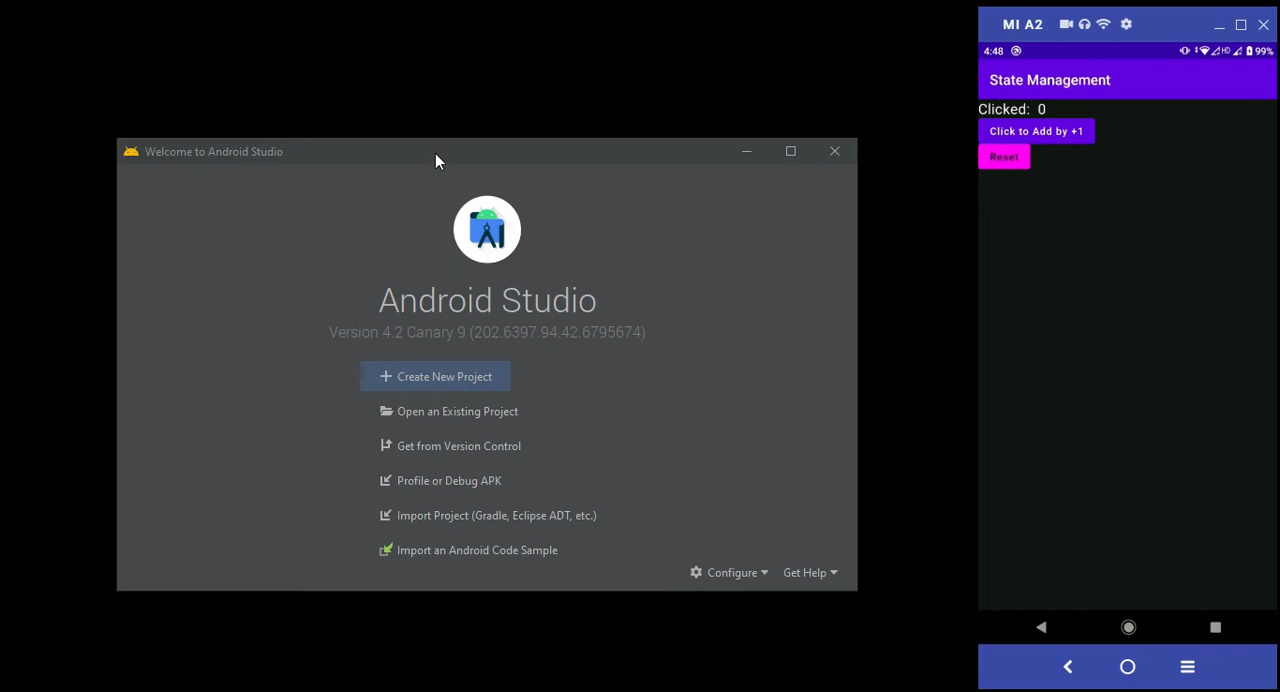 Welcome to Android Studio
Android Studio
Version 4.2 Canary 9 (202.6397.94.42.6795674)
Create New Project
Open an Existing Project
Get from Version Control
Profile or Debug APK
Import Project (Gradle, Eclipse ADT, etc.)
Import an Android Code Sample
Configure
Get Help
MI A2
4:48
HD
99%
State Management
Clicked: 0
Click to Add by +1
Reset